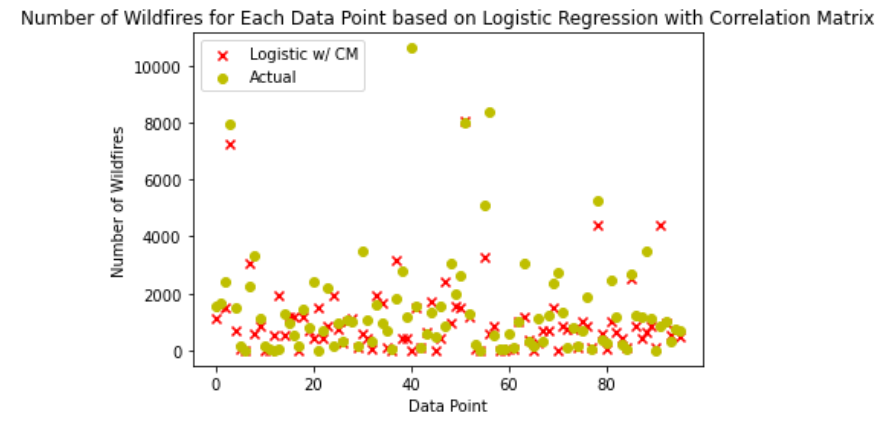 Number of Wildfires for Each Data Point based on Logistic Regression with Correlation Matrix
Logistic w/ CM
Actual
10000
8000
6000
4000
2000
0
Number of Wildfires
0 20 40 60 80
Data Point